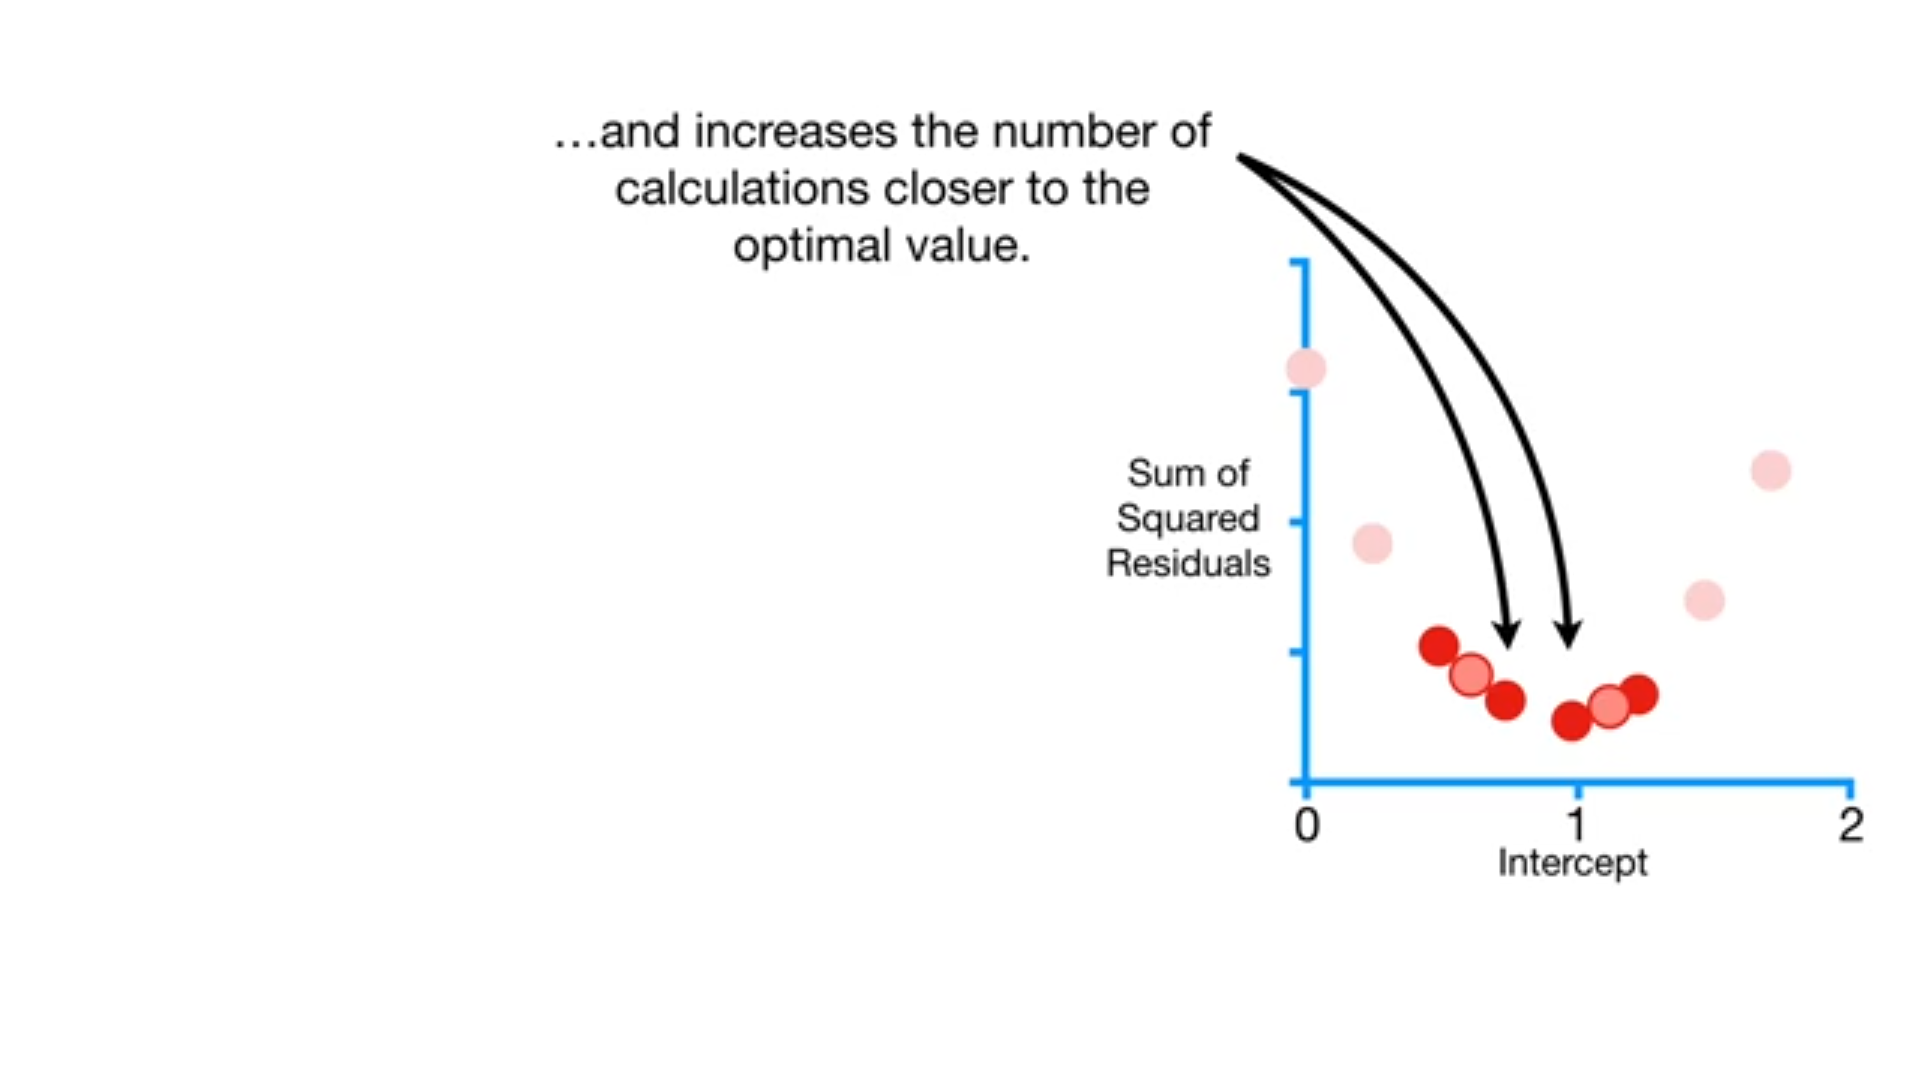 …and increases the number of
calculations closer to the
optimal value.
Sum of
Squared
Residuals
0 1 2
Intercept